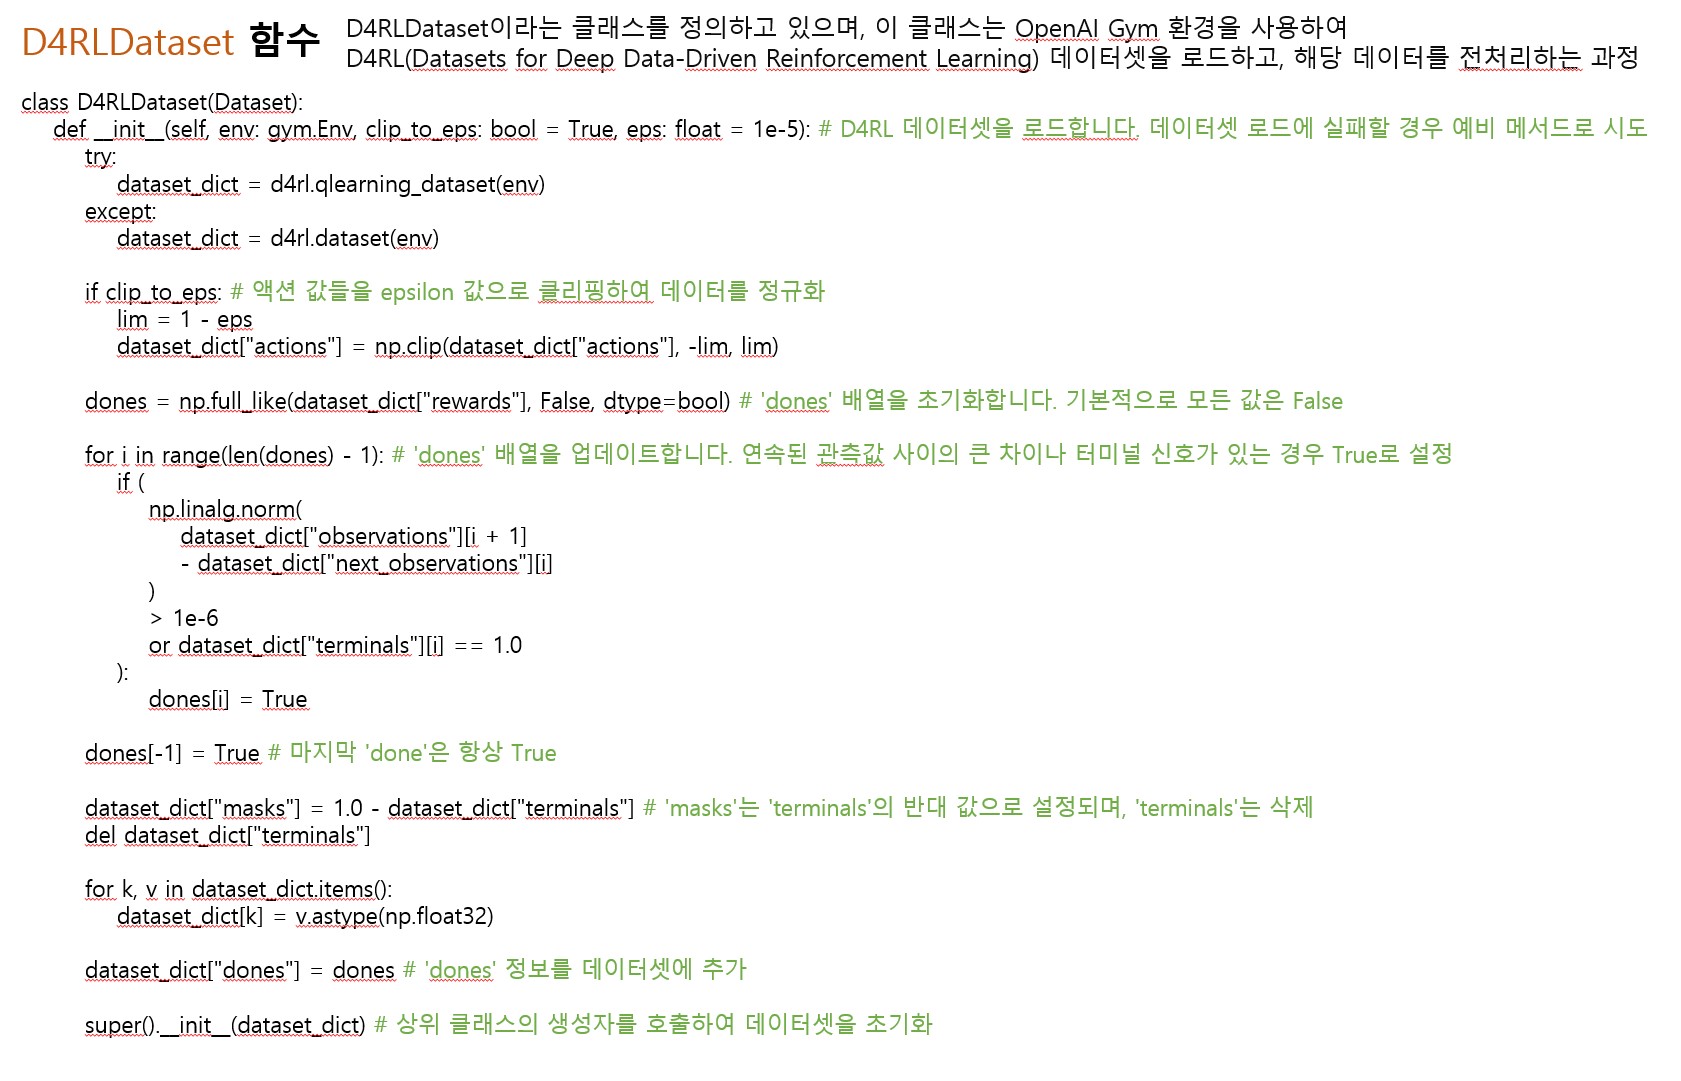 D4RLDataset 함수
D4RLDataset이라는 클래스를 정의하고 있으며, 이 클래스는 OpenAI Gym 환경을 사용하여
D4RL(Datasets for Deep Data-Driven Reinforcement Learning) 데이터셋을 로드하고, 해당 데이터를 전처리하는 과정
class D4RLDataset(Dataset):
def __init__(self, env: gym.Env, clip_to_eps: bool = True, eps: float = 1e-5): # D4RL 데이터셋을 로드합니다. 데이터셋 로드에 실패할 경우 예비 메서드로 시도
try:
dataset_dict = d4rl.qlearning_dataset(env)
except:
dataset_dict = d4rl.dataset(env)
if clip_to_eps: # 액션 값들을 epsilon 값으로 클리핑하여 데이터를 정규화
lim = 1 - eps
dataset_dict["actions"] = np.clip(dataset_dict["actions"], -lim, lim)
dones = np.full_like(dataset_dict["rewards"], False, dtype=bool) # 'dones' 배열을 초기화합니다. 기본적으로 모든 값은 False
for i in range(len(dones) - 1): # 'dones' 배열을 업데이트합니다. 연속된 관측값 사이의 큰 차이나 터미널 신호가 있는 경우 True로 설정
if (
np.linalg.norm(
dataset_dict["observations"][i + 1]
- dataset_dict["next_observations"][i]
)
> 1e-6
or dataset_dict["terminals"][i] == 1.0
):
dones[i] = True
dones[-1] = True # 마지막 'done'은 항상 True
dataset_dict["masks"] = 1.0 - dataset_dict["terminals"] # 'masks'는 'terminals'의 반대 값으로 설정되며, 'terminals'는 삭제
del dataset_dict["terminals"]
for k, v in dataset_dict.items():
dataset_dict[k] = v.astype(np.float32)
dataset_dict["dones"] = dones # 'dones' 정보를 데이터셋에 추가
super().__init__(dataset_dict) # 상위 클래스의 생성자를 호출하여 데이터셋을 초기화